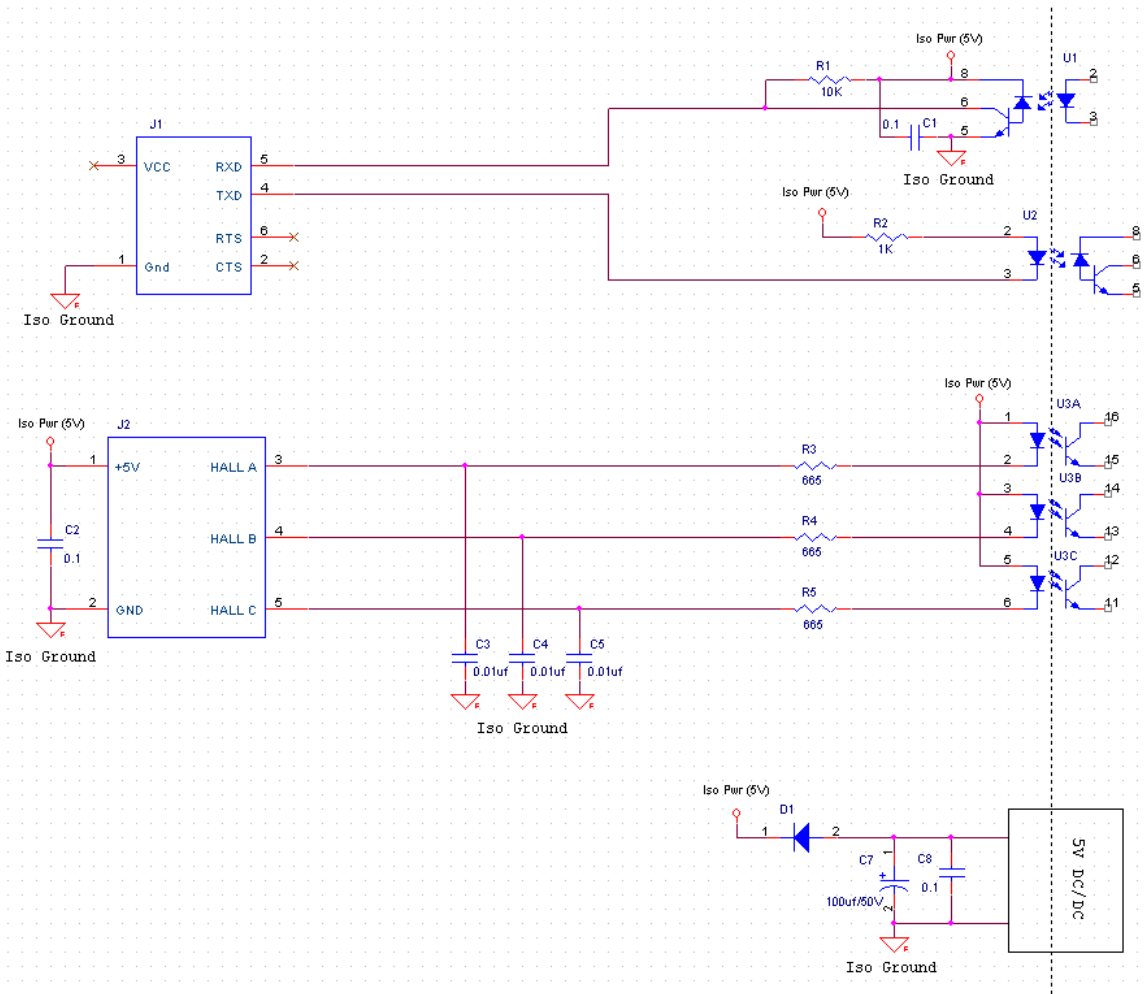 Iso Pwr (5V)
U1
R1
10K
8
2
6
3
0.1
C1
5
Iso Ground
J1
3
VCC
RXD
5
TXD
4
RTS
6
1
Gnd
CTS
2
Iso Ground
Iso Pwr (5V)
U2
R2
1K
2
8
6
3
5
Iso Pwr (5V)
U3A
1
16
2
15
U3B
3
14
4
13
U3C
5
12
6
11
Iso Pwr (5V)
J2
1
+5V
HALL A
3
R3
665
C2
0.1
HALL B
4
R4
665
2
GND
HALL C
5
R5
665
Iso Ground
C3
0.01uf
C4
0.01uf
C5
0.01uf
Iso Ground
Iso Pwr (5V)
D1
1
2
C7
1
+
100uf/50V
2
C8
0.1
5V DC/DC
Iso Ground